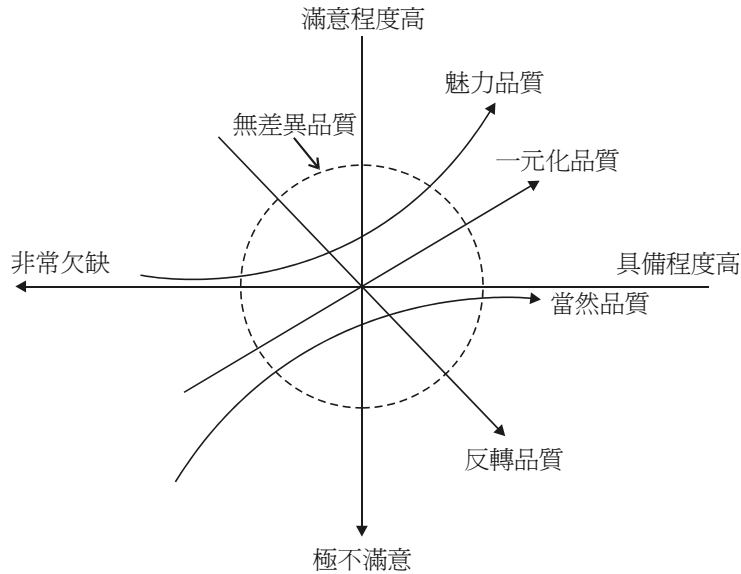 滿意程度高
魅力品質
無差異品質
一元化品質
非常欠缺
具備程度高
當然品質
反轉品質
極不滿意